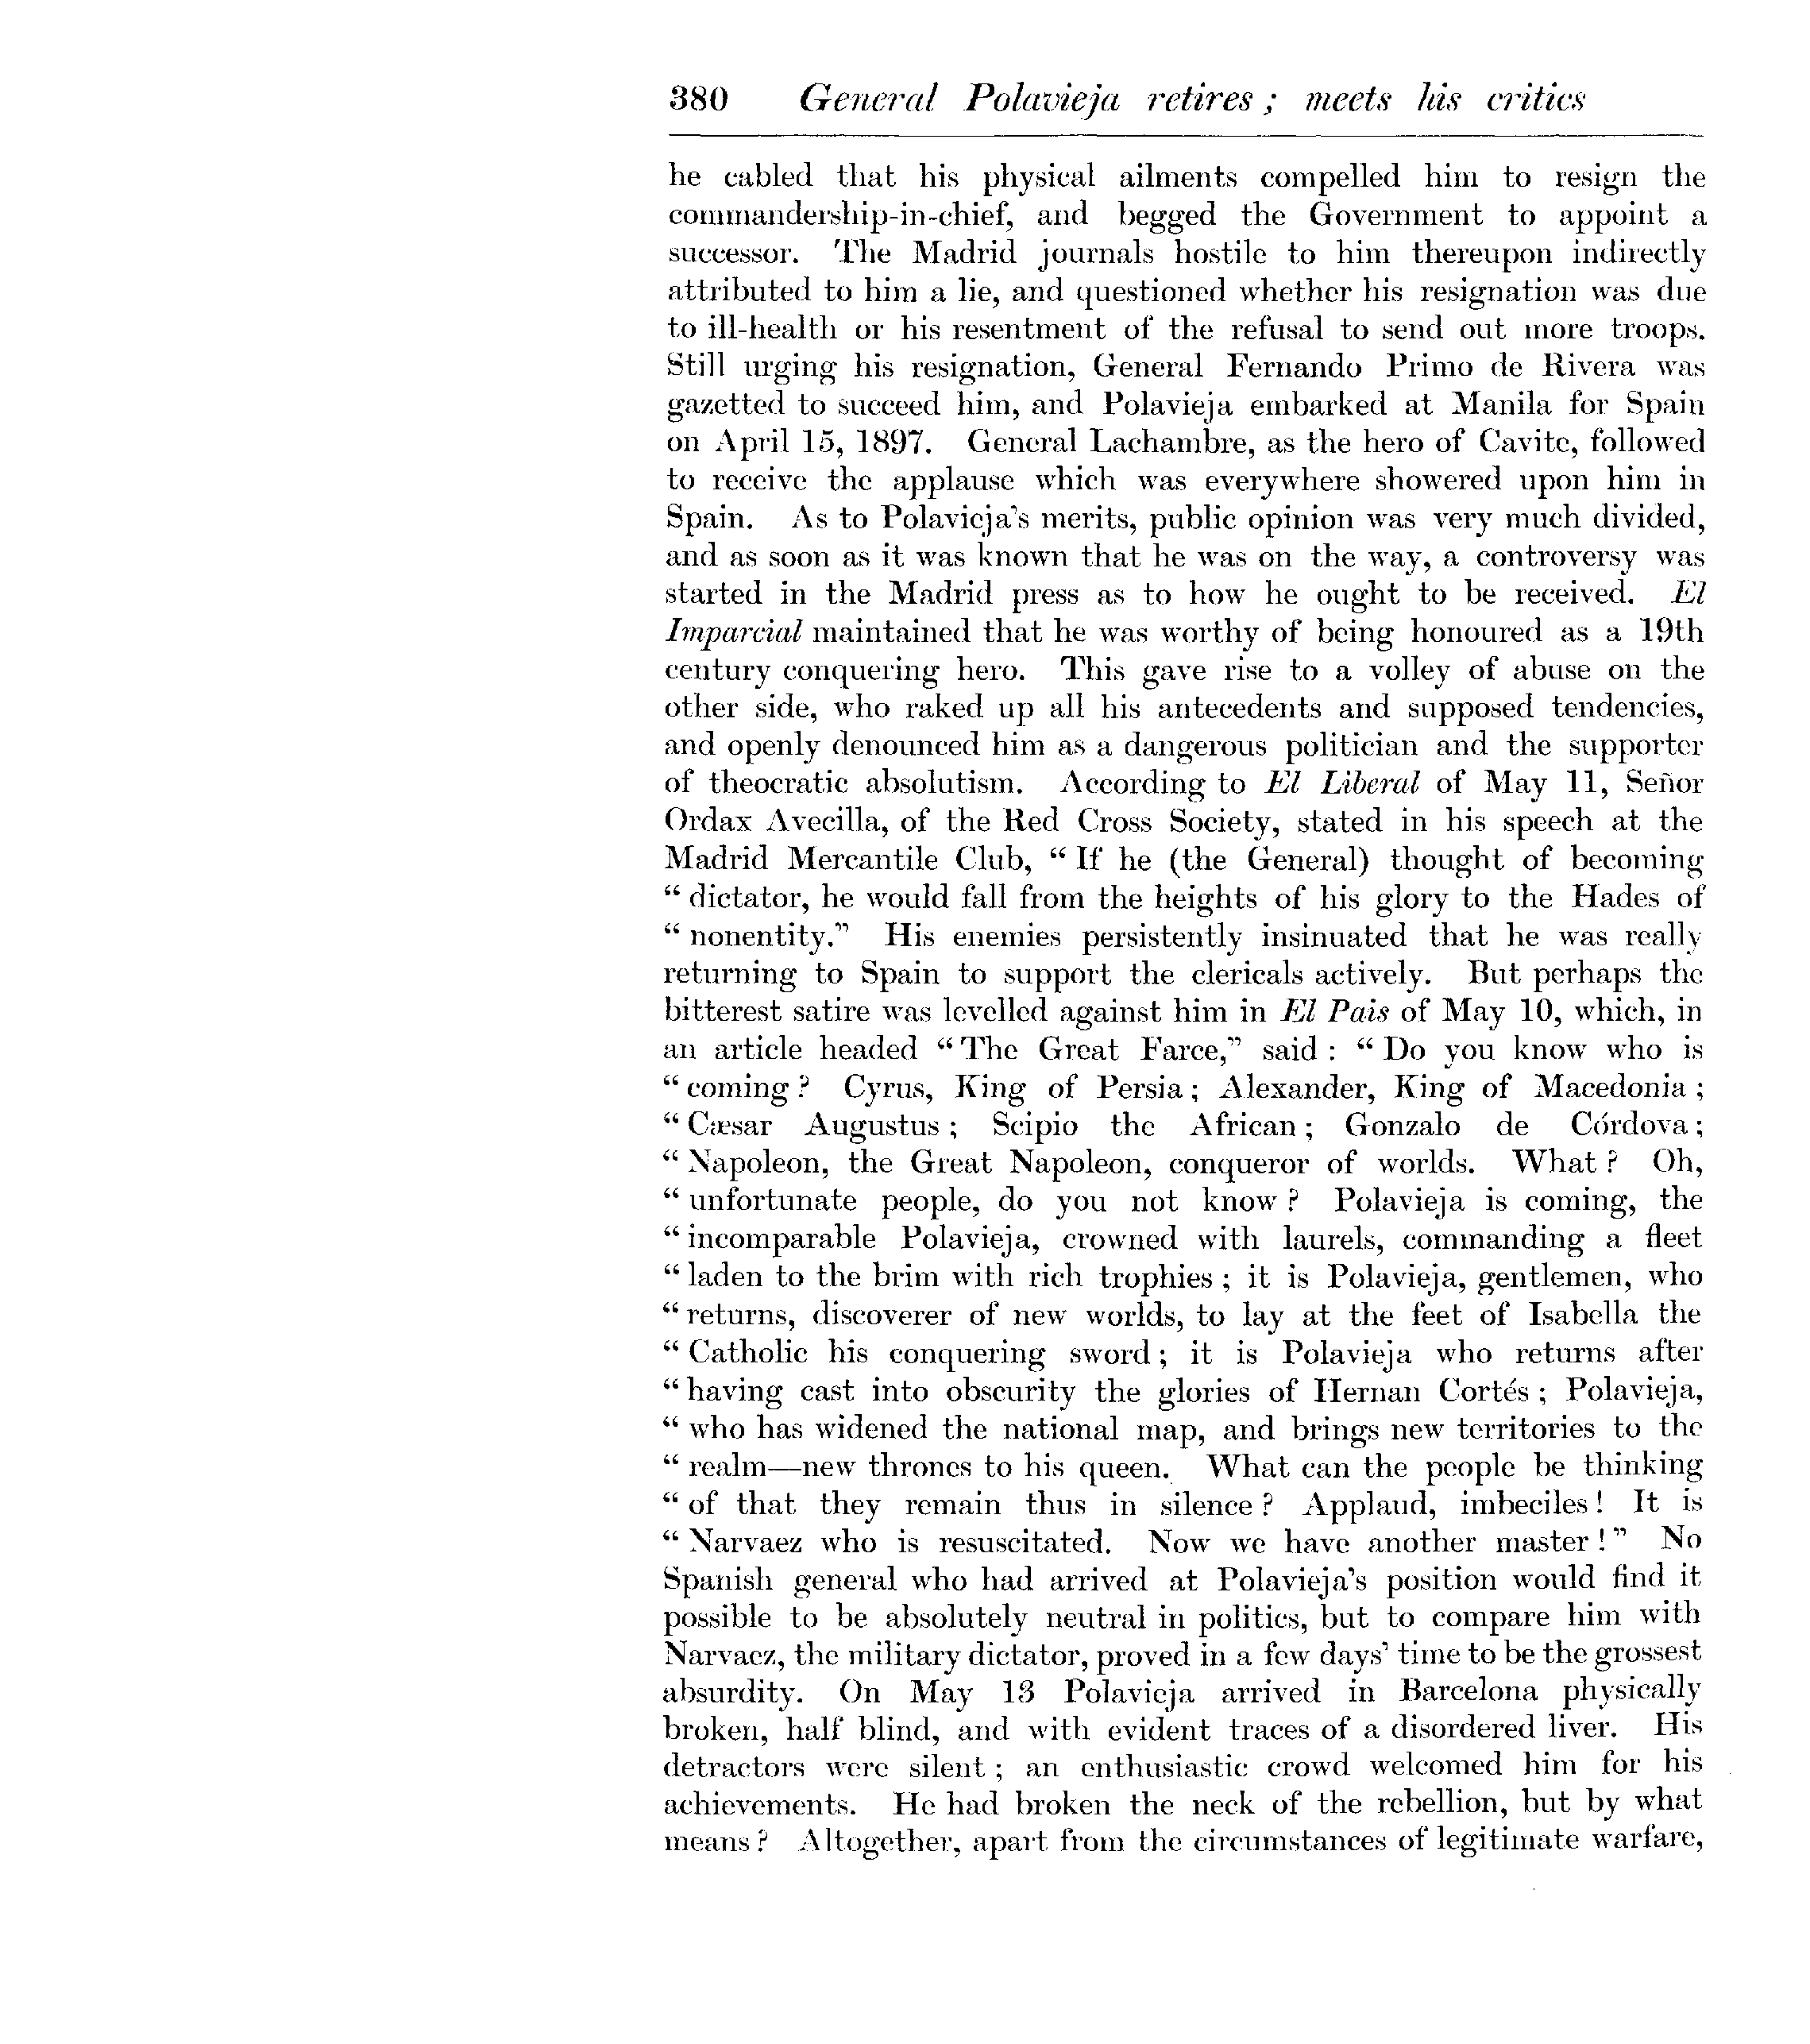 380 General Polavieja retires ; meets his critics
he cabled that his physical ailments compelled him to resign the
commandership-in-chief, and begged the Government to appoint a
successor. The Madrid journals hostile to him thereupon indirectly
attributed to him a lie, and questioned whether his resignation was due
to ill-health or his resentment of the refusal to send out more troops.
Still urging his resignation, General Fernando Primo de Rivera was
gazetted to succeed him, and Polavieja embarked at Manila for Spain
on April 15, 1897. General Lachambre, as the hero of Cavite, followed
to receive the applause which was everywhere showered upon him in
Spain. As to Polavieja's merits, public opinion was very much divided,
and as soon as it was known that he was on the way, a controversy was
started in the Madrid press as to how he ought to be received. El
Imparcial maintained that he was worthy of being honoured as a 19th
century conquering hero. This gave rise to a volley of abuse on the
other side, who raked up all his antecedents and supposed tendencies,
and openly denounced him as a dangerous politician and the supporter
of theocratic absolutism. According to El Liberal of May 11, Señor
Ordax Avecilla, of the Red Cross Society, stated in his speech at the
Madrid Mercantile Club, “ If he (the General) thought of becoming
“ dictator, he would fall from the heights of his glory to the Hades of
“ nonentity.” His enemies persistently insinuated that he was really
returning to Spain to support the clericals actively. But perhaps the
bitterest satire was levelled against him in El Pais of May 10, which, in
an article headed “ The Great Farce,” said : “ Do you know who is
“ coming ? Cyrus, King of Persia ; Alexander, King of Macedonia ;
“ Cæsar Augustus ; Scipio the African ; Gonzalo de Córdova ;
“ Napoleon, the Great Napoleon, conqueror of worlds. What ? Oh,
“ unfortunate people, do you not know ? Polavieja is coming, the
“ incomparable Polavieja, crowned with laurels, commanding a fleet
“ laden to the brim with rich trophies ; it is Polavieja, gentlemen, who
“ returns, discoverer of new worlds, to lay at the feet of Isabella the
“ Catholic his conquering sword ; it is Polavieja who returns after
“ having cast into obscurity the glories of Hernan Cortés ; Polavieja,
“ who has widened the national map, and brings new territories to the
“ realm—new thrones to his queen. What can the people be thinking
“ of that they remain thus in silence ? Applaud, imbeciles ! It is
“ Narvaez who is resuscitated. Now we have another master ! ” No
Spanish general who had arrived at Polavieja's position would find it
possible to be absolutely neutral in politics, but to compare him with
Narvaez, the military dictator, proved in a few days' time to be the grossest
absurdity. On May 13 Polavieja arrived in Barcelona physically
broken, half blind, and with evident traces of a disordered liver. His
detractors were silent ; an enthusiastic crowd welcomed him for his
achievements. He had broken the neck of the rebellion, but by what
means ? Altogether, apart from the circumstances of legitimate warfare,